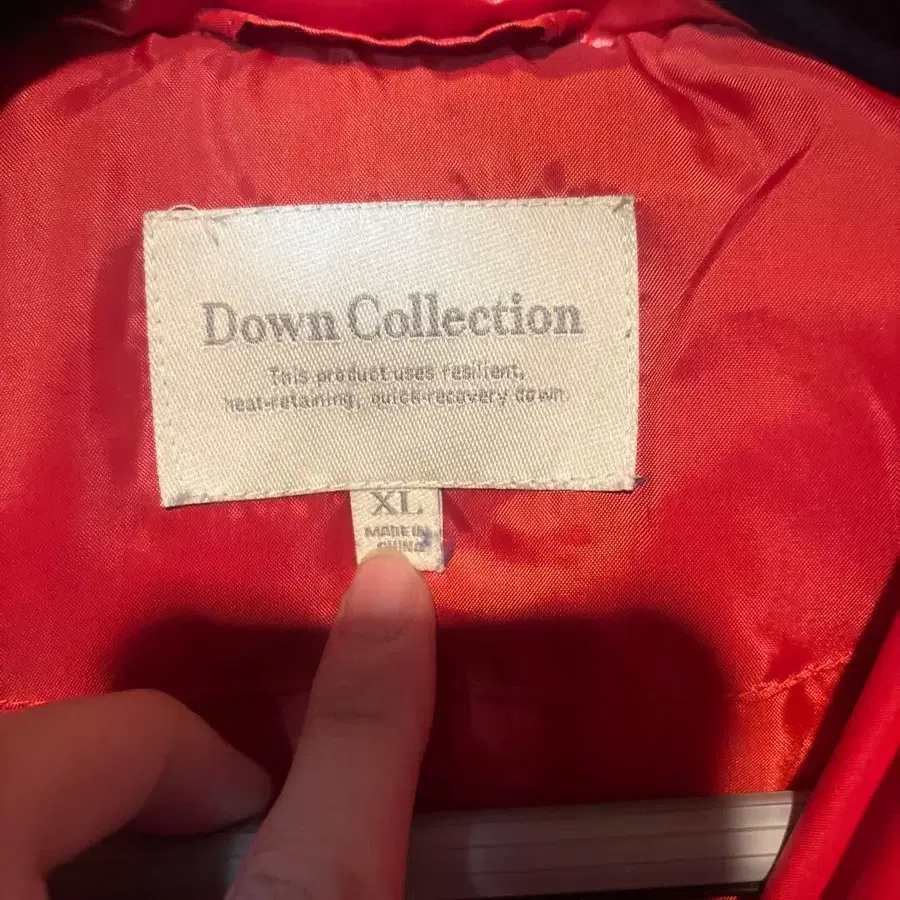 Down Collection
This product uses resilient,
heat-retaining, quick-recovery down.
XL
MADE IN
CHINA